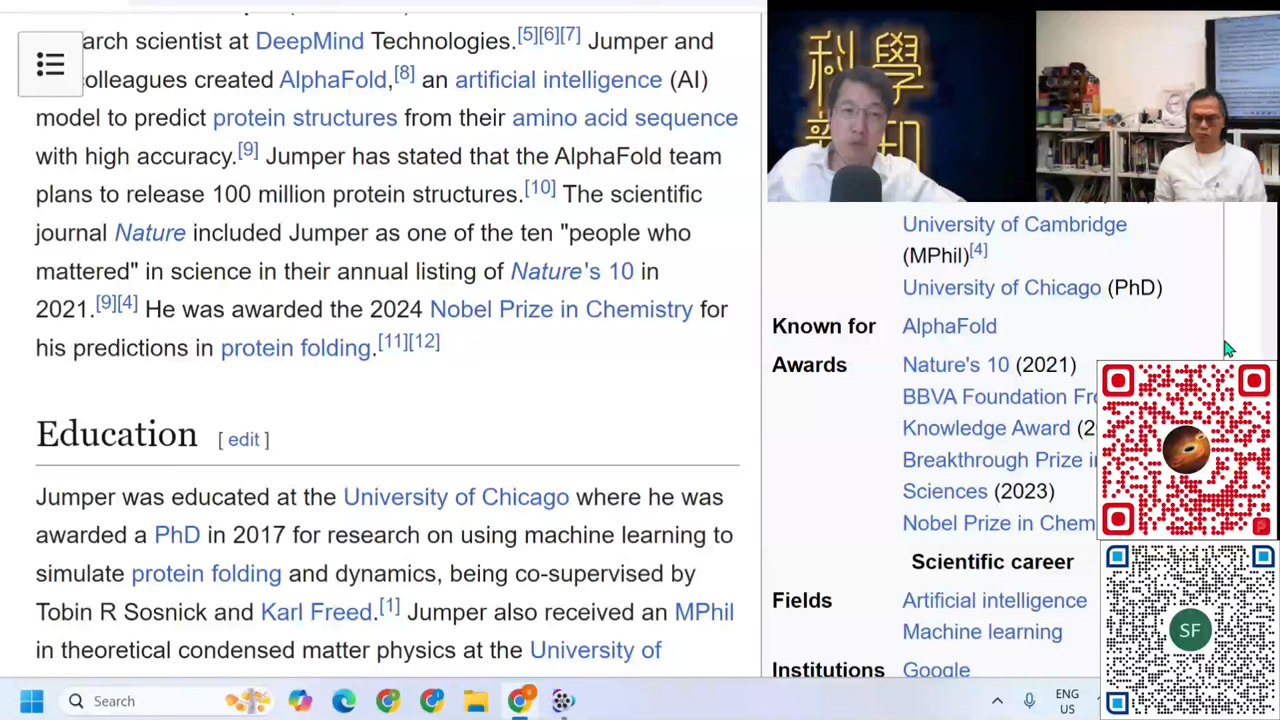 arch scientist at DeepMind Technologies.[5][6][7] Jumper and
colleagues created AlphaFold,[8] an artificial intelligence (AI)
model to predict protein structures from their amino acid sequence
with high accuracy.[9] Jumper has stated that the AlphaFold team
plans to release 100 million protein structures.[10] The scientific
journal Nature included Jumper as one of the ten "people who
mattered" in science in their annual listing of Nature's 10 in
2021.[9][4] He was awarded the 2024 Nobel Prize in Chemistry for
his predictions in protein folding.[11][12]
Education [ edit ]
Jumper was educated at the University of Chicago where he was
awarded a PhD in 2017 for research on using machine learning to
simulate protein folding and dynamics, being co-supervised by
Tobin R Sosnick and Karl Freed.[1] Jumper also received an MPhil
in theoretical condensed matter physics at the University of
科學
新知
University of Cambridge
(MPhil)[4]
University of Chicago (PhD)
Known for AlphaFold
Awards Nature's 10 (2021)
BBVA Foundation Fr
Knowledge Award (2
Breakthrough Prize i
Sciences (2023)
Nobel Prize in Chem
Scientific career
Fields Artificial intelligence
Machine learning
Institutions Google
SF
Search
ENG
US